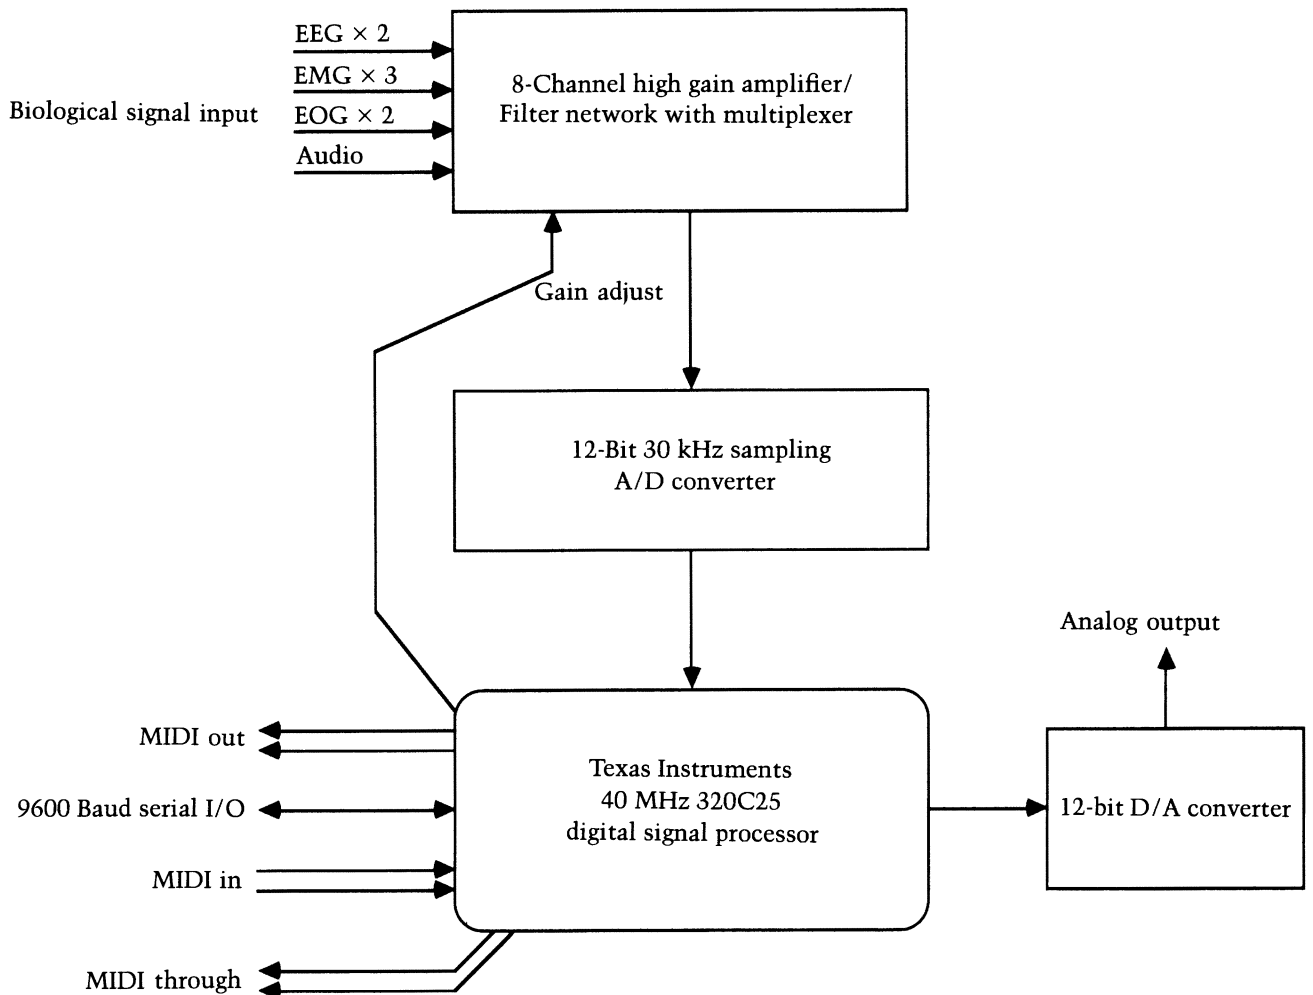 EEG × 2
EMG × 3
Biological signal input
EOG × 2
Audio
8-Channel high gain amplifier/
Filter network with multiplexer
Gain adjust
12-Bit 30 kHz sampling
A/D converter
Analog output
MIDI out
9600 Baud serial I/O
MIDI in
MIDI through
Texas Instruments
40 MHz 320C25
digital signal processor
12-bit D/A converter